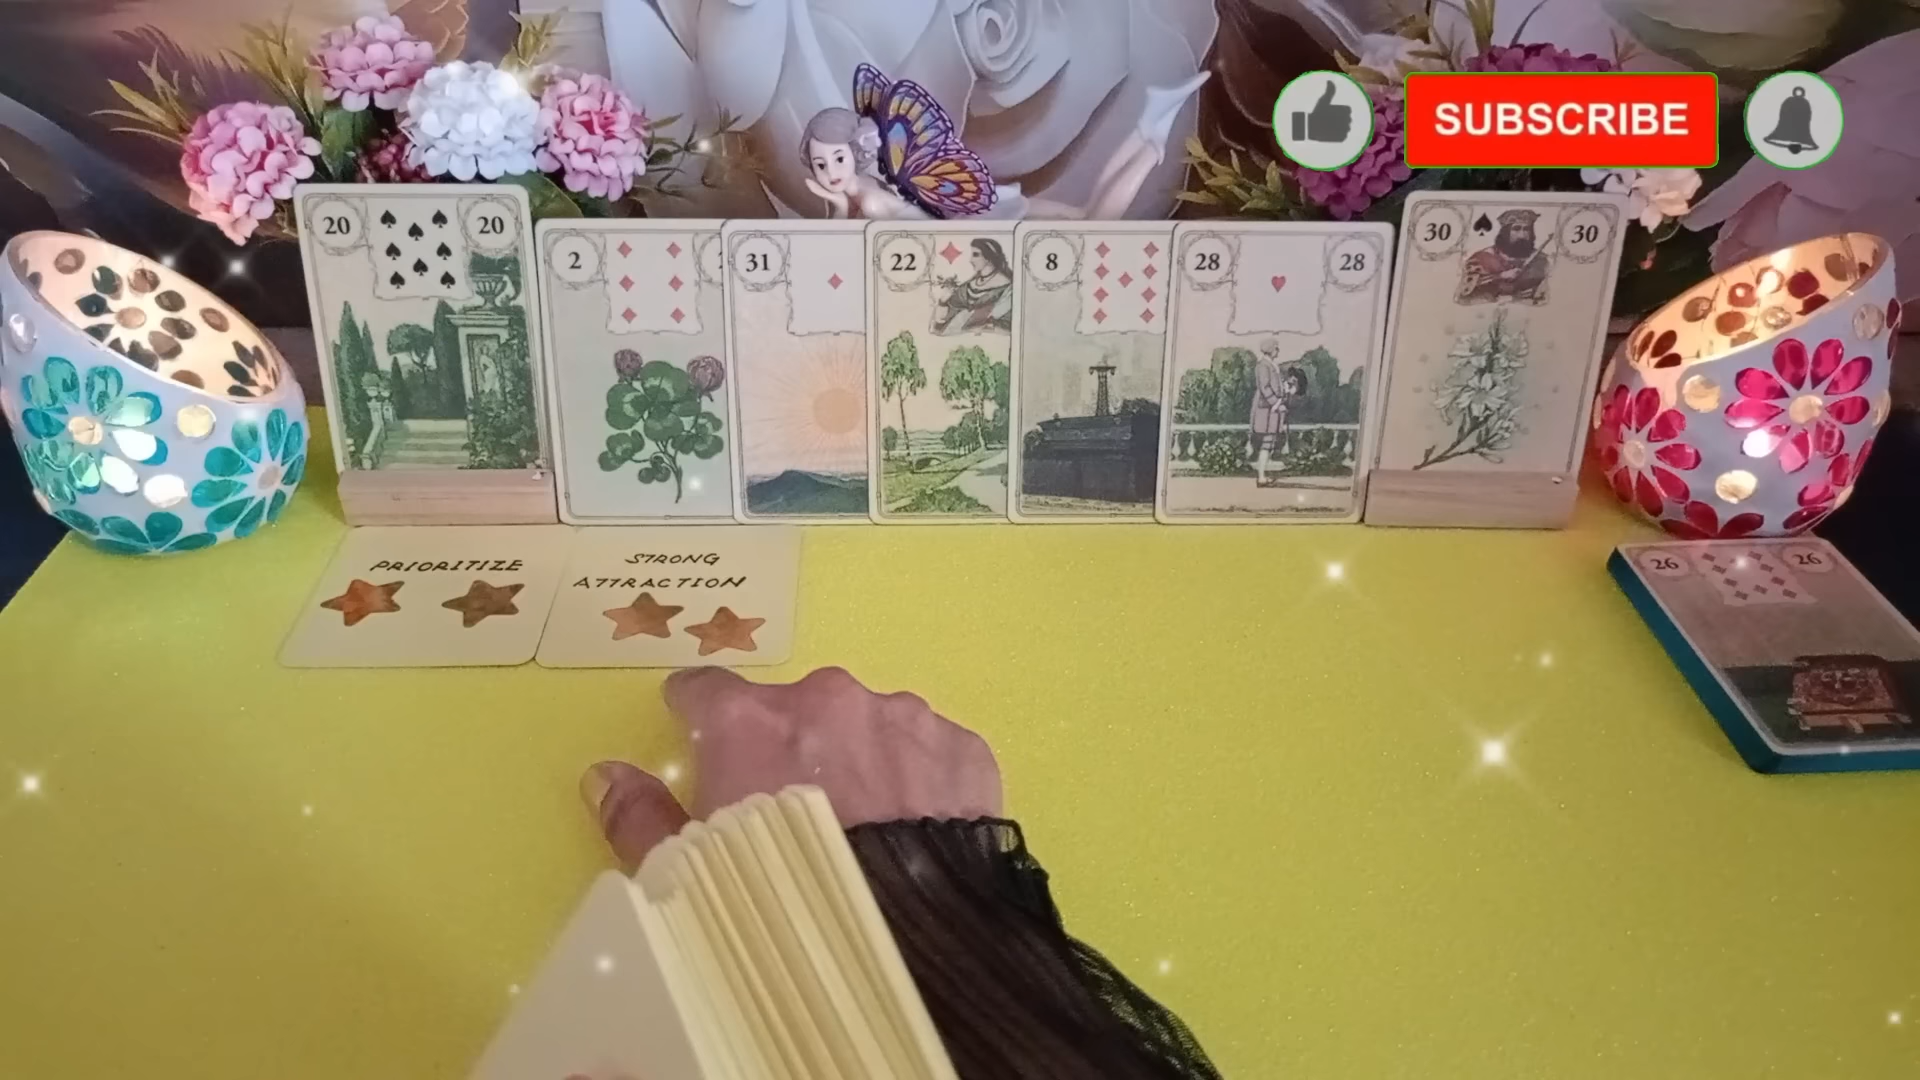 SUBSCRIBE
20 20
2
31
22
8
28 28
30 30
PRIORITIZE
STRONG
ATTRACTION
26 26